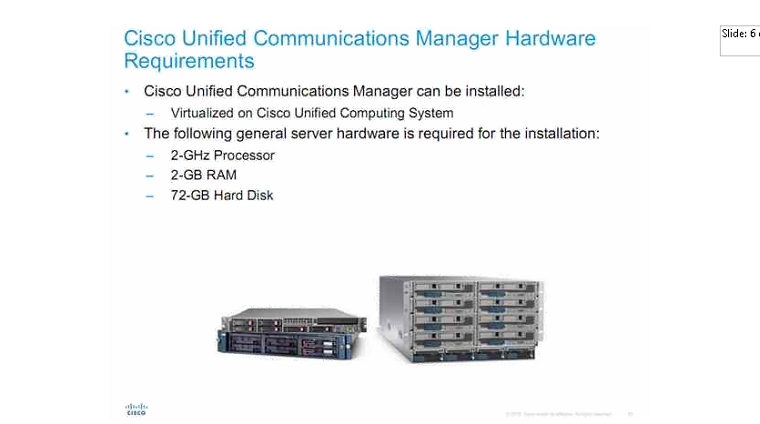 Cisco Unified Communications Manager Hardware
Requirements
• Cisco Unified Communications Manager can be installed:
– Virtualized on Cisco Unified Computing System
• The following general server hardware is required for the installation:
– 2-GHz Processor
– 2-GB RAM
– 72-GB Hard Disk
CISCO
Slide: 6